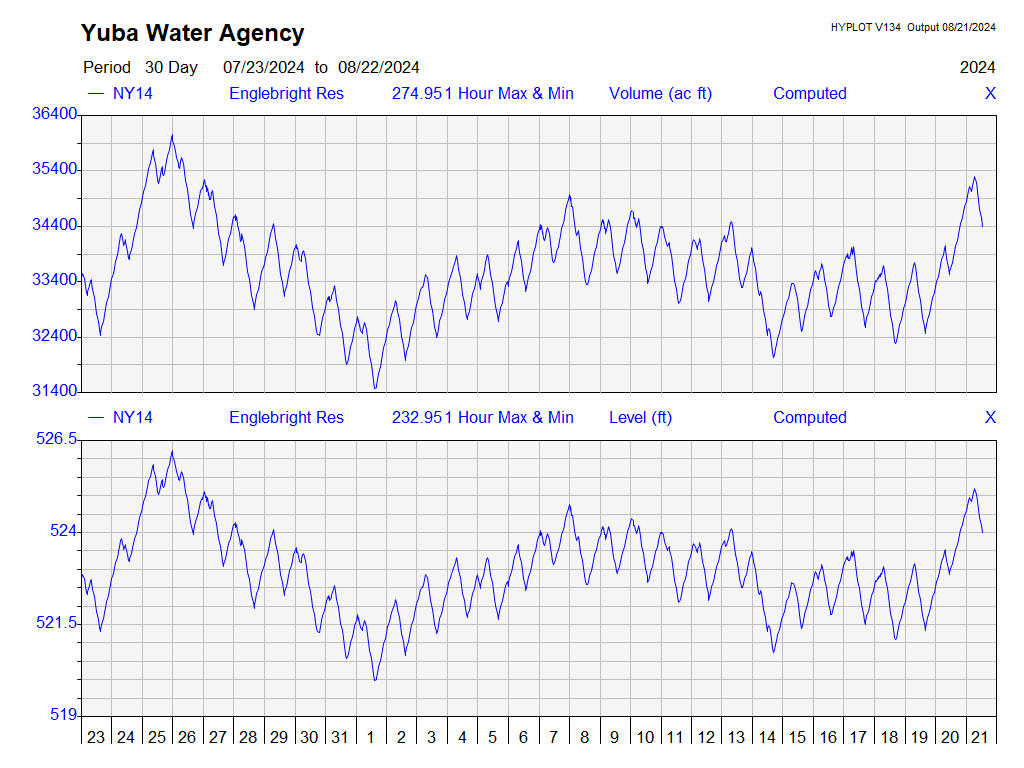 Yuba Water Agency
HYPLOT V134 Output 08/21/2024
Period 30 Day 07/23/2024 to 08/22/2024 2024
NY14 Englebright Res 274.951 Hour Max & Min Volume (ac ft) Computed X
36400
35400
34400
33400
32400
31400
NY14 Englebright Res 232.951 Hour Max & Min Level (ft) Computed X
526.5
524
521.5
519
23 24 25 26 27 28 29 30 31 1 2 3 4 5 6 7 8 9 10 11 12 13 14 15 16 17 18 19 20 21